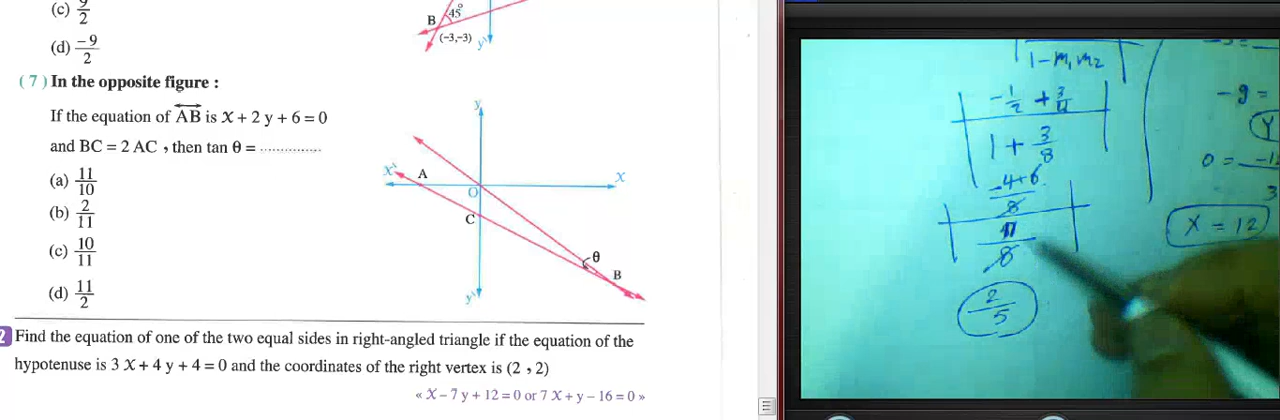 (c) 9/2
(d) -9/2
B 45°
(-3,-3)
y'
(7) In the opposite figure :
If the equation of AB is X + 2 y + 6 = 0
and BC = 2 AC , then tan θ = ..............
(a) 11/10
(b) 2/11
(c) 10/11
(d) 11/2
y
x'
A
O
x
C
θ
B
y'
2 Find the equation of one of the two equal sides in right-angled triangle if the equation of the
hypotenuse is 3 X + 4 y + 4 = 0 and the coordinates of the right vertex is (2 , 2)
« X – 7 y + 12 = 0 or 7 X + y – 16 = 0 »
1 - m₁ m₂
-1/2 + 3/4
1 + 3/8
-4+6/8
11/8
2/5
-9 =
Y
0 =
3
X = 12